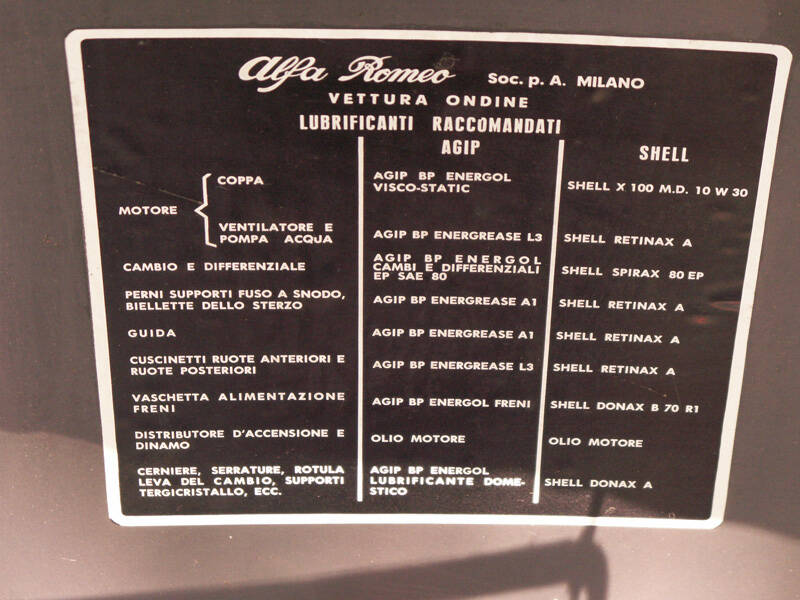 Alfa Romeo Soc. p. A. MILANO
VETTURA ONDINE
LUBRIFICANTI RACCOMANDATI
AGIP SHELL
MOTORE { COPPA AGIP BP ENERGOL VISCO-STATIC SHELL X 100 M.D. 10 W 30
VENTILATORE E POMPA ACQUA AGIP BP ENERGREASE L3 SHELL RETINAX A
CAMBIO E DIFFERENZIALE AGIP BP ENERGOL CAMBI E DIFFERENZIALI EP SAE 80 SHELL SPIRAX 80 EP
PERNI SUPPORTI FUSO A SNODO, BIELLETTE DELLO STERZO AGIP BP ENERGREASE A1 SHELL RETINAX A
GUIDA AGIP BP ENERGREASE A1 SHELL RETINAX A
CUSCINETTI RUOTE ANTERIORI E RUOTE POSTERIORI AGIP BP ENERGREASE L3 SHELL RETINAX A
VASCHETTA ALIMENTAZIONE FRENI AGIP BP ENERGOL FRENI SHELL DONAX B 70 R1
DISTRIBUTORE D'ACCENSIONE E DINAMO OLIO MOTORE OLIO MOTORE
CERNIERE, SERRATURE, ROTULA LEVA DEL CAMBIO, SUPPORTI TERGICRISTALLO, ECC. AGIP BP ENERGOL LUBRIFICANTE DOME-STICO SHELL DONAX A